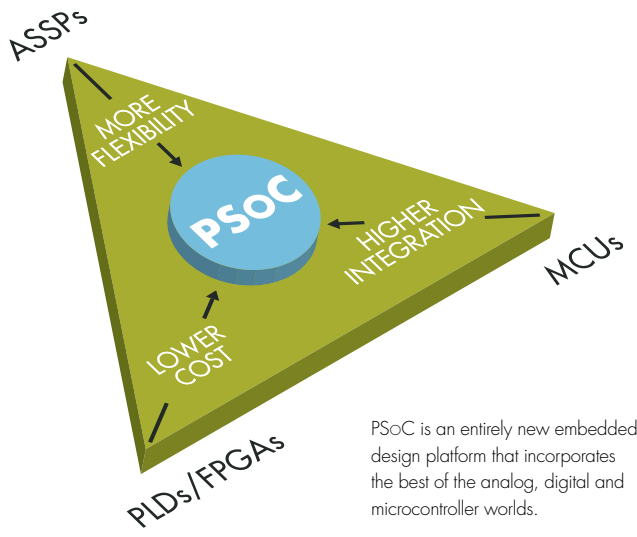 ASSPs
MORE
FLEXIBILITY
PSoC
HIGHER
INTEGRATION
MCUs
LOWER
COST
PLDs/FPGAs
PSoC is an entirely new embedded
design platform that incorporates
the best of the analog, digital and
microcontroller worlds.